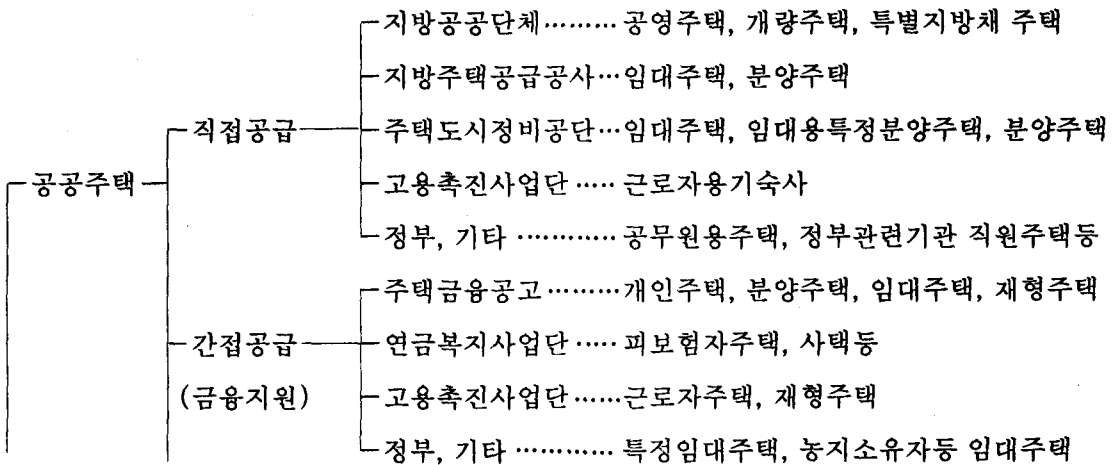 지방공공단체……… 공영주택, 개량주택, 특별지방채 주택
지방주택공급공사…임대주택, 분양주택
직접공급
주택도시정비공단…임대주택, 임대용특정분양주택, 분양주택
공공주택
고용촉진사업단 ····· 근로자용기숙사
정부, 기타 ………… 공무원용주택, 정부관련기관 직원주택등
주택금융공고………개인주택, 분양주택, 임대주택, 재형주택
간접공급
연금복지사업단 ····· 피보험자주택, 사택등
(금융지원)
고용촉진사업단……근로자주택, 재형주택
정부, 기타 ………… 특정임대주택, 농지소유자등 임대주택